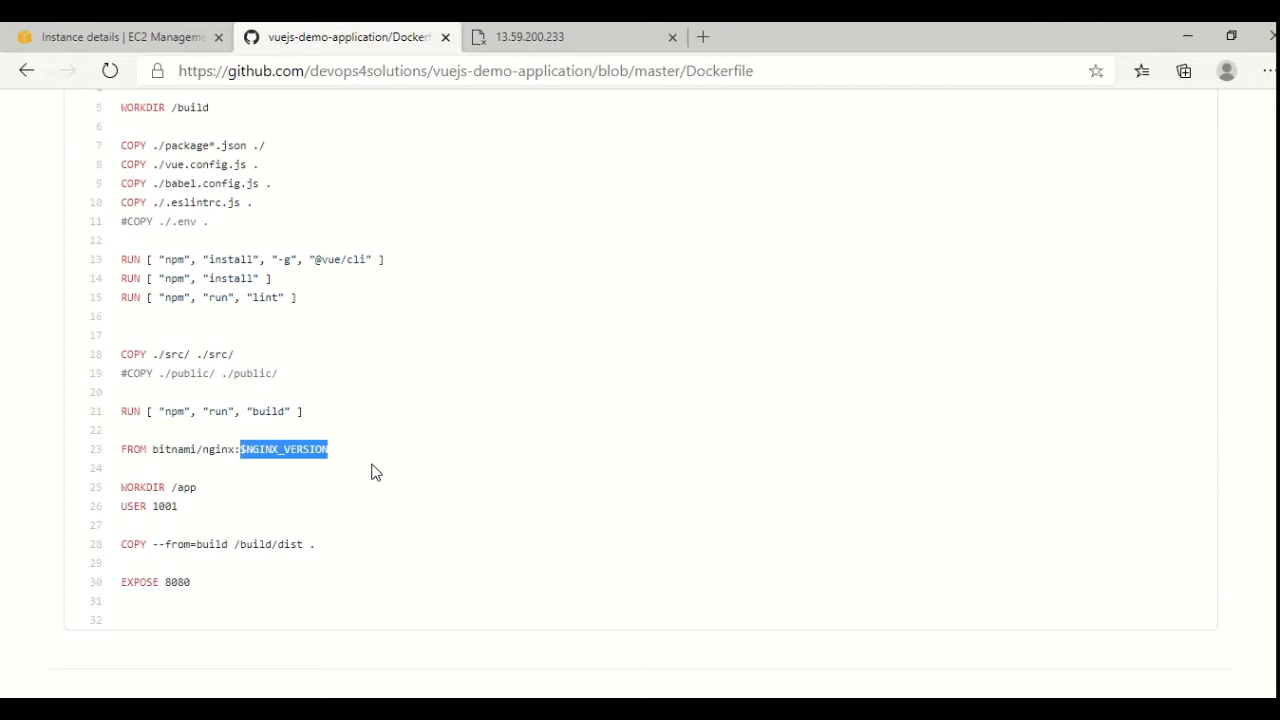 Instance details | EC2 Manageme
vuejs-demo-application/Dockerf
13.59.200.233
https://github.com/devops4solutions/vuejs-demo-application/blob/master/Dockerfile
5 WORKDIR /build
6
7 COPY ./package*.json ./
8 COPY ./vue.config.js .
9 COPY ./babel.config.js .
10 COPY ./.eslintrc.js .
11 #COPY ./.env .
12
13 RUN [ "npm", "install", "-g", "@vue/cli" ]
14 RUN [ "npm", "install" ]
15 RUN [ "npm", "run", "lint" ]
16
17
18 COPY ./src/ ./src/
19 #COPY ./public/ ./public/
20
21 RUN [ "npm", "run", "build" ]
22
23 FROM bitnami/nginx:$NGINX_VERSION
24
25 WORKDIR /app
26 USER 1001
27
28 COPY --from=build /build/dist .
29
30 EXPOSE 8080
31
32